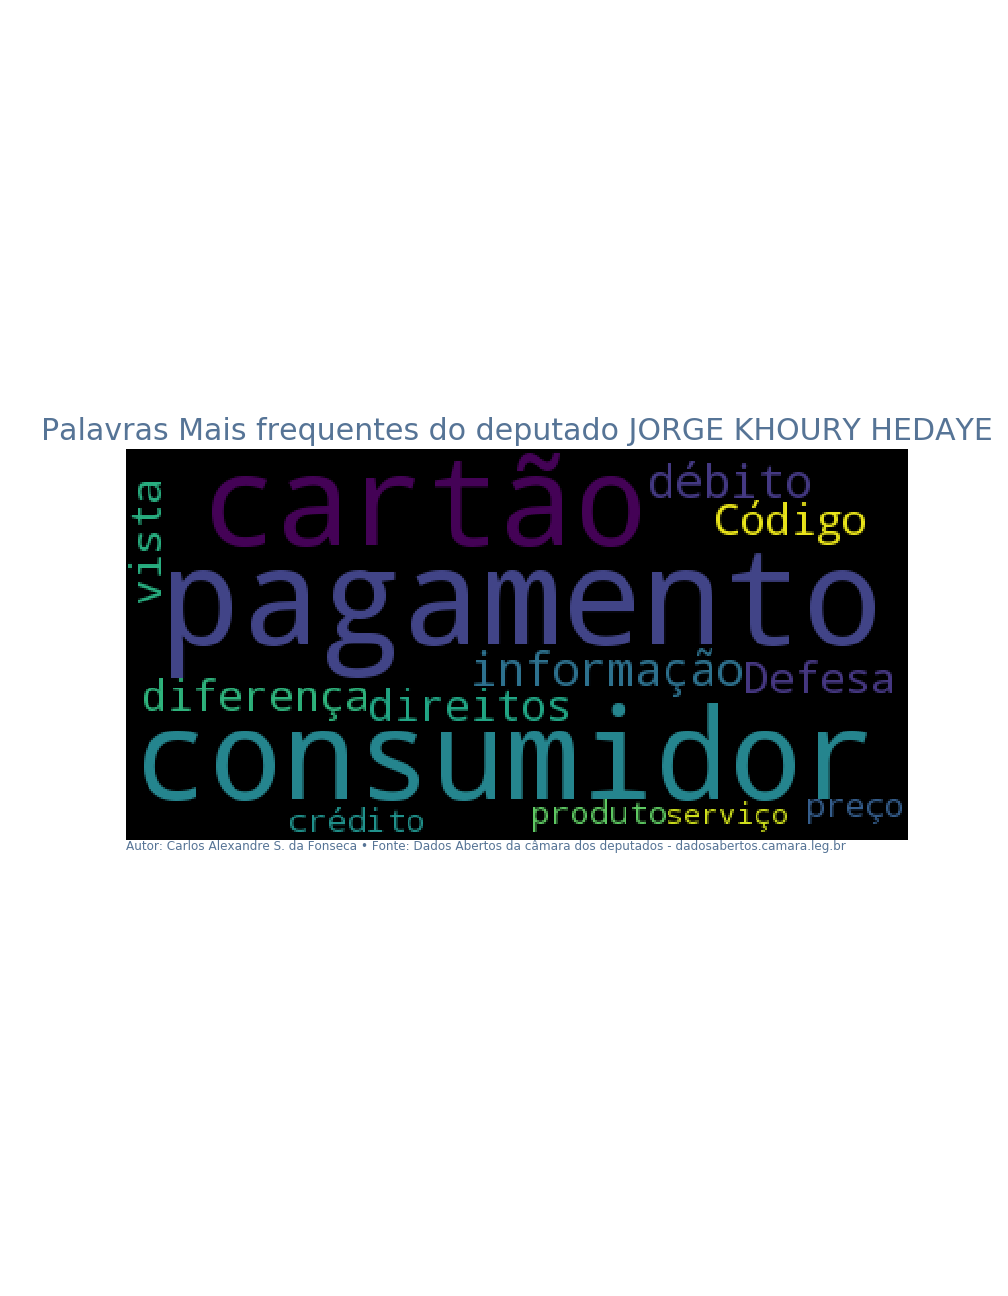 Palavras Mais frequentes do deputado JORGE KHOURY HEDAYE
cartão
débito
vista
Código
pagamento
informação
Defesa
diferença
direitos
consumidor
crédito
produto
serviço
preço
Autor: Carlos Alexandre S. da Fonseca • Fonte: Dados Abertos da câmara dos deputados - dadosabertos.camara.leg.br